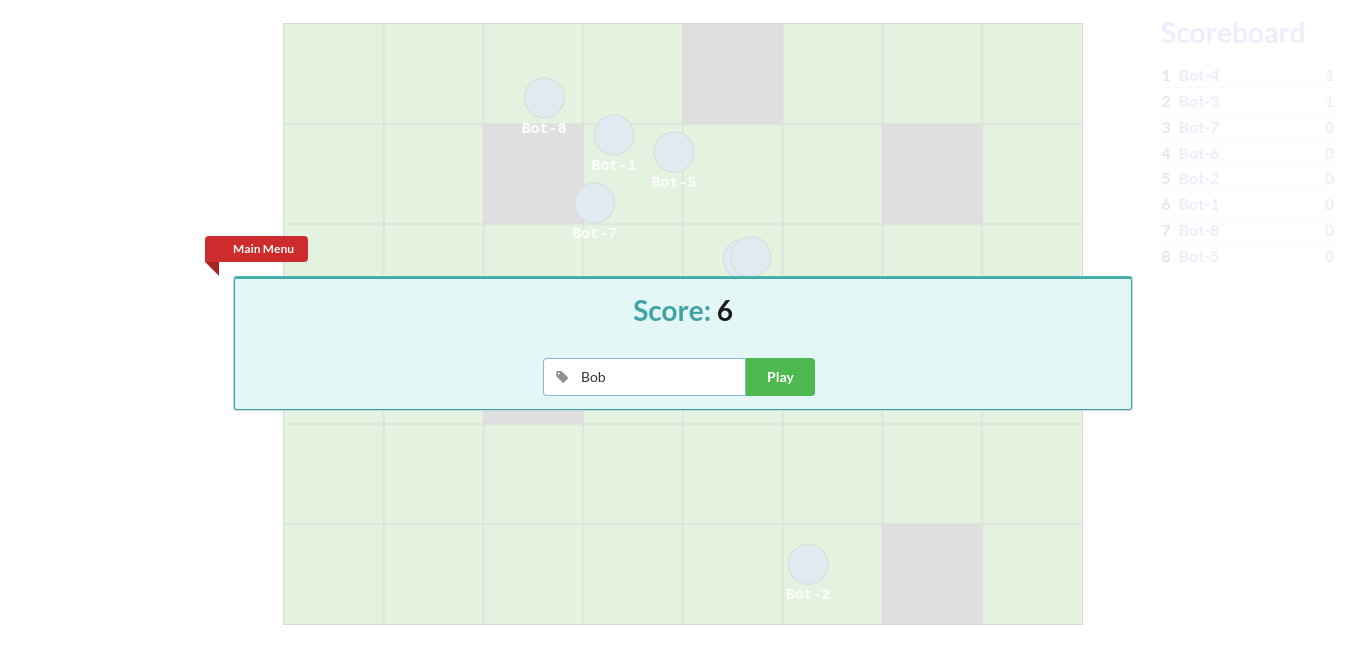 Scoreboard
1 Bot-4 1
2 Bot-3 1
3 Bot-7 0
4 Bot-6 0
5 Bot-2 0
6 Bot-1 0
7 Bot-8 0
8 Bot-5 0
Bot-8
Bot-1
Bot-5
Bot-7
Main Menu
Score: 6
Bob Play
Bot-2